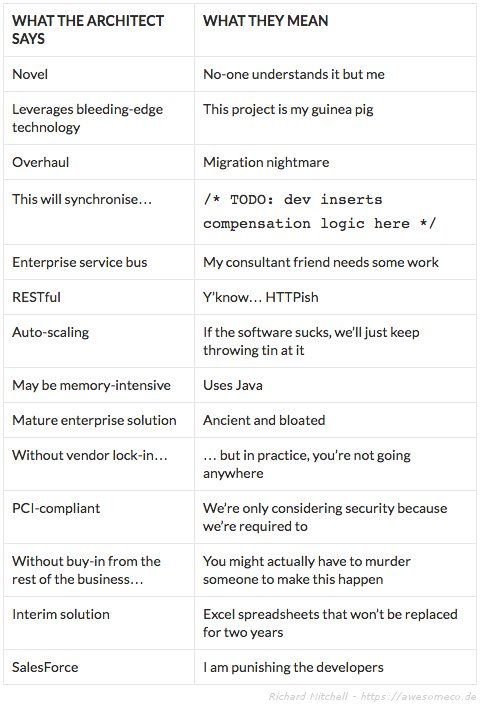 WHAT THE ARCHITECT
SAYS
WHAT THEY MEAN
Novel
No-one understands it but me
Leverages bleeding-edge
technology
This project is my guinea pig
Overhaul
Migration nightmare
This will synchronise…
/* TODO: dev inserts
compensation logic here */
Enterprise service bus
My consultant friend needs some work
RESTful
Y’know… HTTPish
Auto-scaling
If the software sucks, we’ll just keep
throwing tin at it
May be memory-intensive
Uses Java
Mature enterprise solution
Ancient and bloated
Without vendor lock-in…
… but in practice, you’re not going
anywhere
PCI-compliant
We’re only considering security because
we’re required to
Without buy-in from the
rest of the business…
You might actually have to murder
someone to make this happen
Interim solution
Excel spreadsheets that won’t be replaced
for two years
SalesForce
I am punishing the developers
Richard Mitchell - https://awesomeco.de